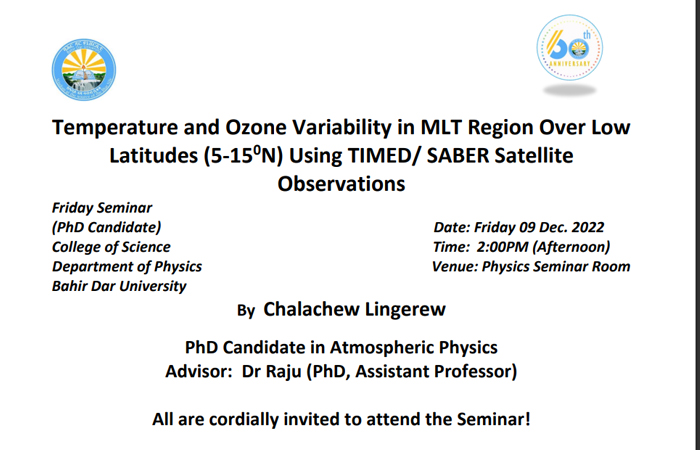 60th
ANNIVERSARY
Temperature and Ozone Variability in MLT Region Over Low
Latitudes (5-15⁰N) Using TIMED/ SABER Satellite
Observations
Friday Seminar
(PhD Candidate)
College of Science
Department of Physics
Bahir Dar University
Date: Friday 09 Dec. 2022
Time: 2:00PM (Afternoon)
Venue: Physics Seminar Room
By Chalachew Lingerew
PhD Candidate in Atmospheric Physics
Advisor: Dr Raju (PhD, Assistant Professor)
All are cordially invited to attend the Seminar!